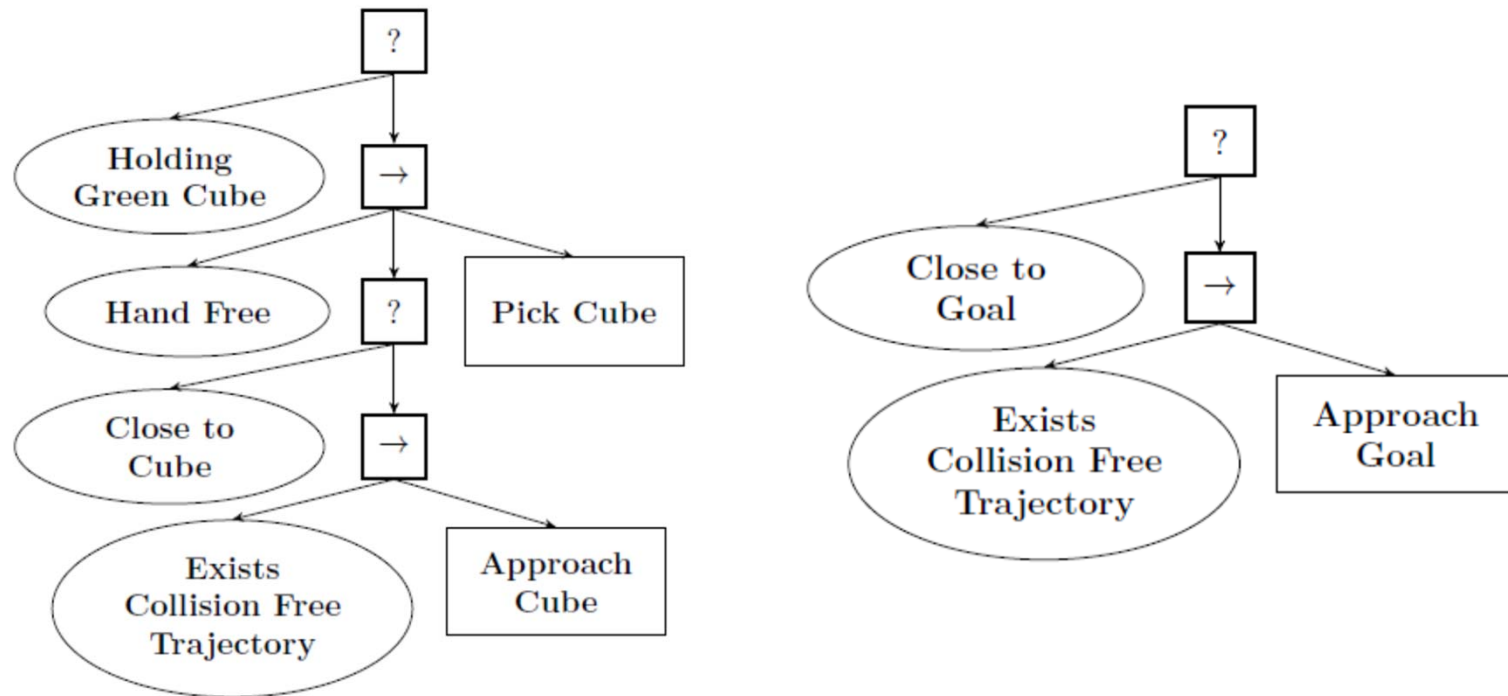 ?
Holding
Green Cube
→
Hand Free
?
Pick Cube
Close to
Cube
→
Exists
Collision Free
Trajectory
Approach
Cube
?
Close to
Goal
→
Exists
Collision Free
Trajectory
Approach
Goal